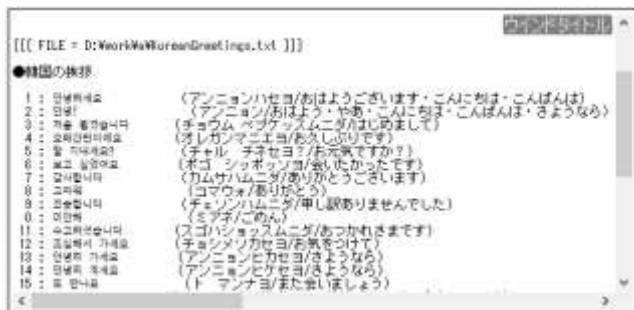 ウインドタイトル
[[[ FILE = D:¥workWa¥KoreanGreetings.txt ]]]
●韓国の挨拶
1 : 안녕하세요 (アンニョンハセヨ/おはようございます・こんにちは・こんばんは)
2 : 안녕! (アンニョン/おはよう・やあ・こんにちは・こんばんは・さようなら)
3 : 처음 뵙겠습니다 (チョウム ペプケッスムニダ/はじめまして)
4 : 오래간만이에요 (オレガンマニエヨ/お久しぶりです)
5 : 잘 지내세요? (チャル チネセヨ?/お元気ですか?)
6 : 보고 싶었어요 (ポゴ シッポッソヨ/会いたかったです)
7 : 감사합니다 (カムサハムニダ/ありがとうございます)
8 : 고마워 (コマウォ/ありがとう)
9 : 죄송합니다 (チェソンハムニダ/申し訳ありませんでした)
0 : 미안해 (ミアネ/ごめん)
11 : 수고하셨습니다 (スゴハショッスムニダ/おつかれさまです)
12 : 조심해서 가세요 (チョシメソカセヨ/お気をつけて)
13 : 안녕히 가세요 (アンニョンヒカセヨ/さようなら)
14 : 안녕히 계세요 (アンニョンヒケセヨ/さようなら)
15 : 또 만나요 (ト マンナヨ/また会いましょう)